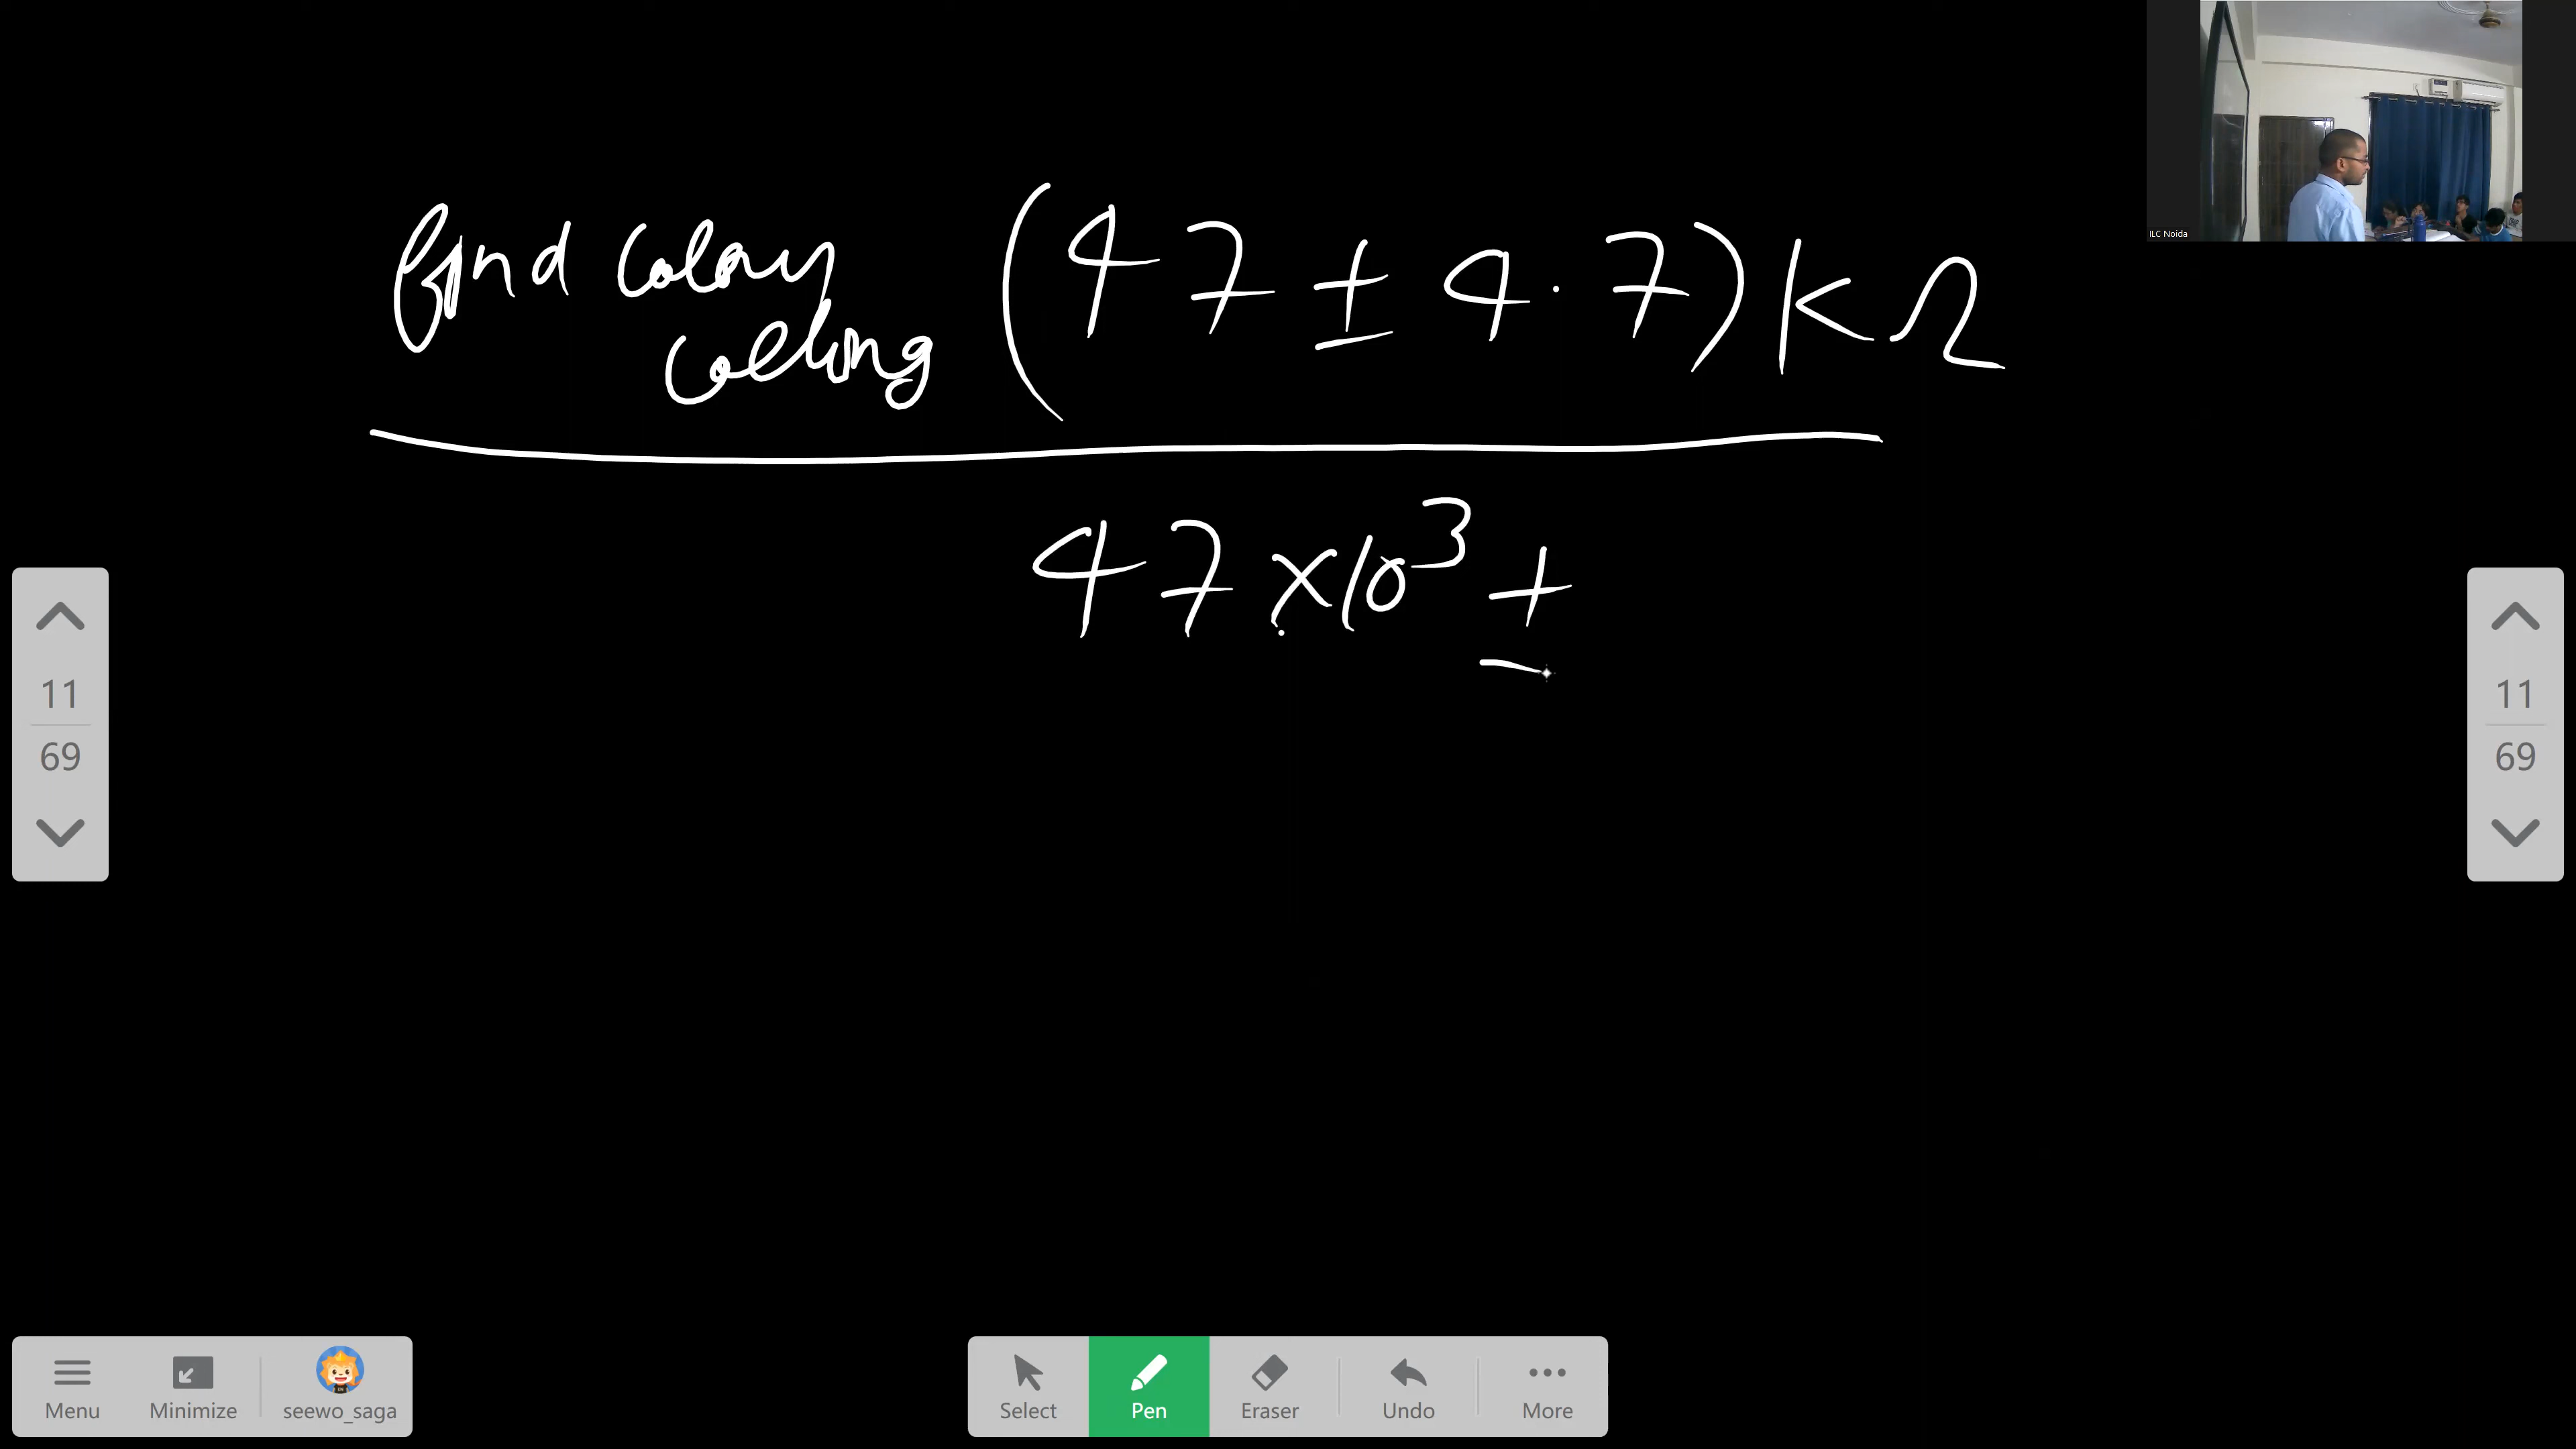 ILC Noida
find colour (47 ± 4.7) kΩ
coding
47 × 10³ ±
11
69
11
69
Menu Minimize seewo_saga Select Pen Eraser Undo More